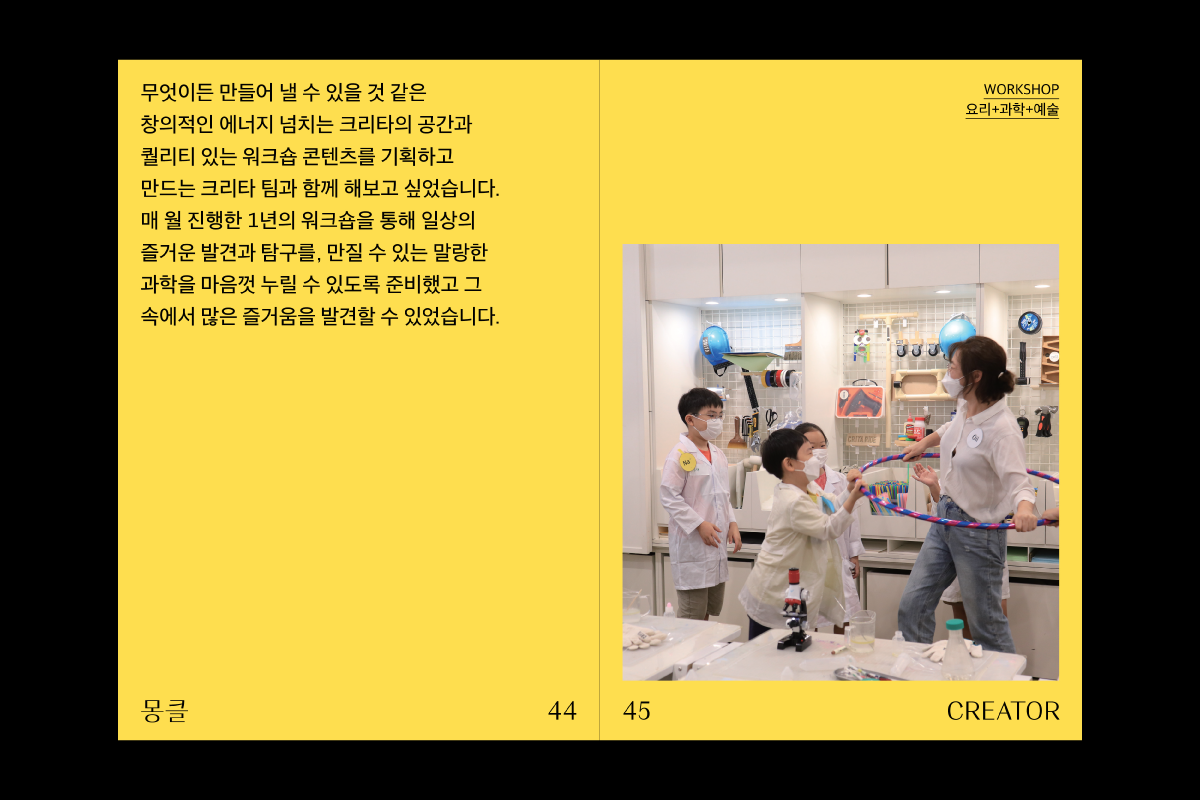 무엇이든 만들어 낼 수 있을 것 같은
창의적인 에너지 넘치는 크리타의 공간과
퀄리티 있는 워크숍 콘텐츠를 기획하고
만드는 크리타 팀과 함께 해보고 싶었습니다.
매 월 진행한 1년의 워크숍을 통해 일상의
즐거운 발견과 탐구를, 만질 수 있는 말랑한
과학을 마음껏 누릴 수 있도록 준비했고 그
속에서 많은 즐거움을 발견할 수 있었습니다.
몽클
44
WORKSHOP
요리+과학+예술
45
CREATOR